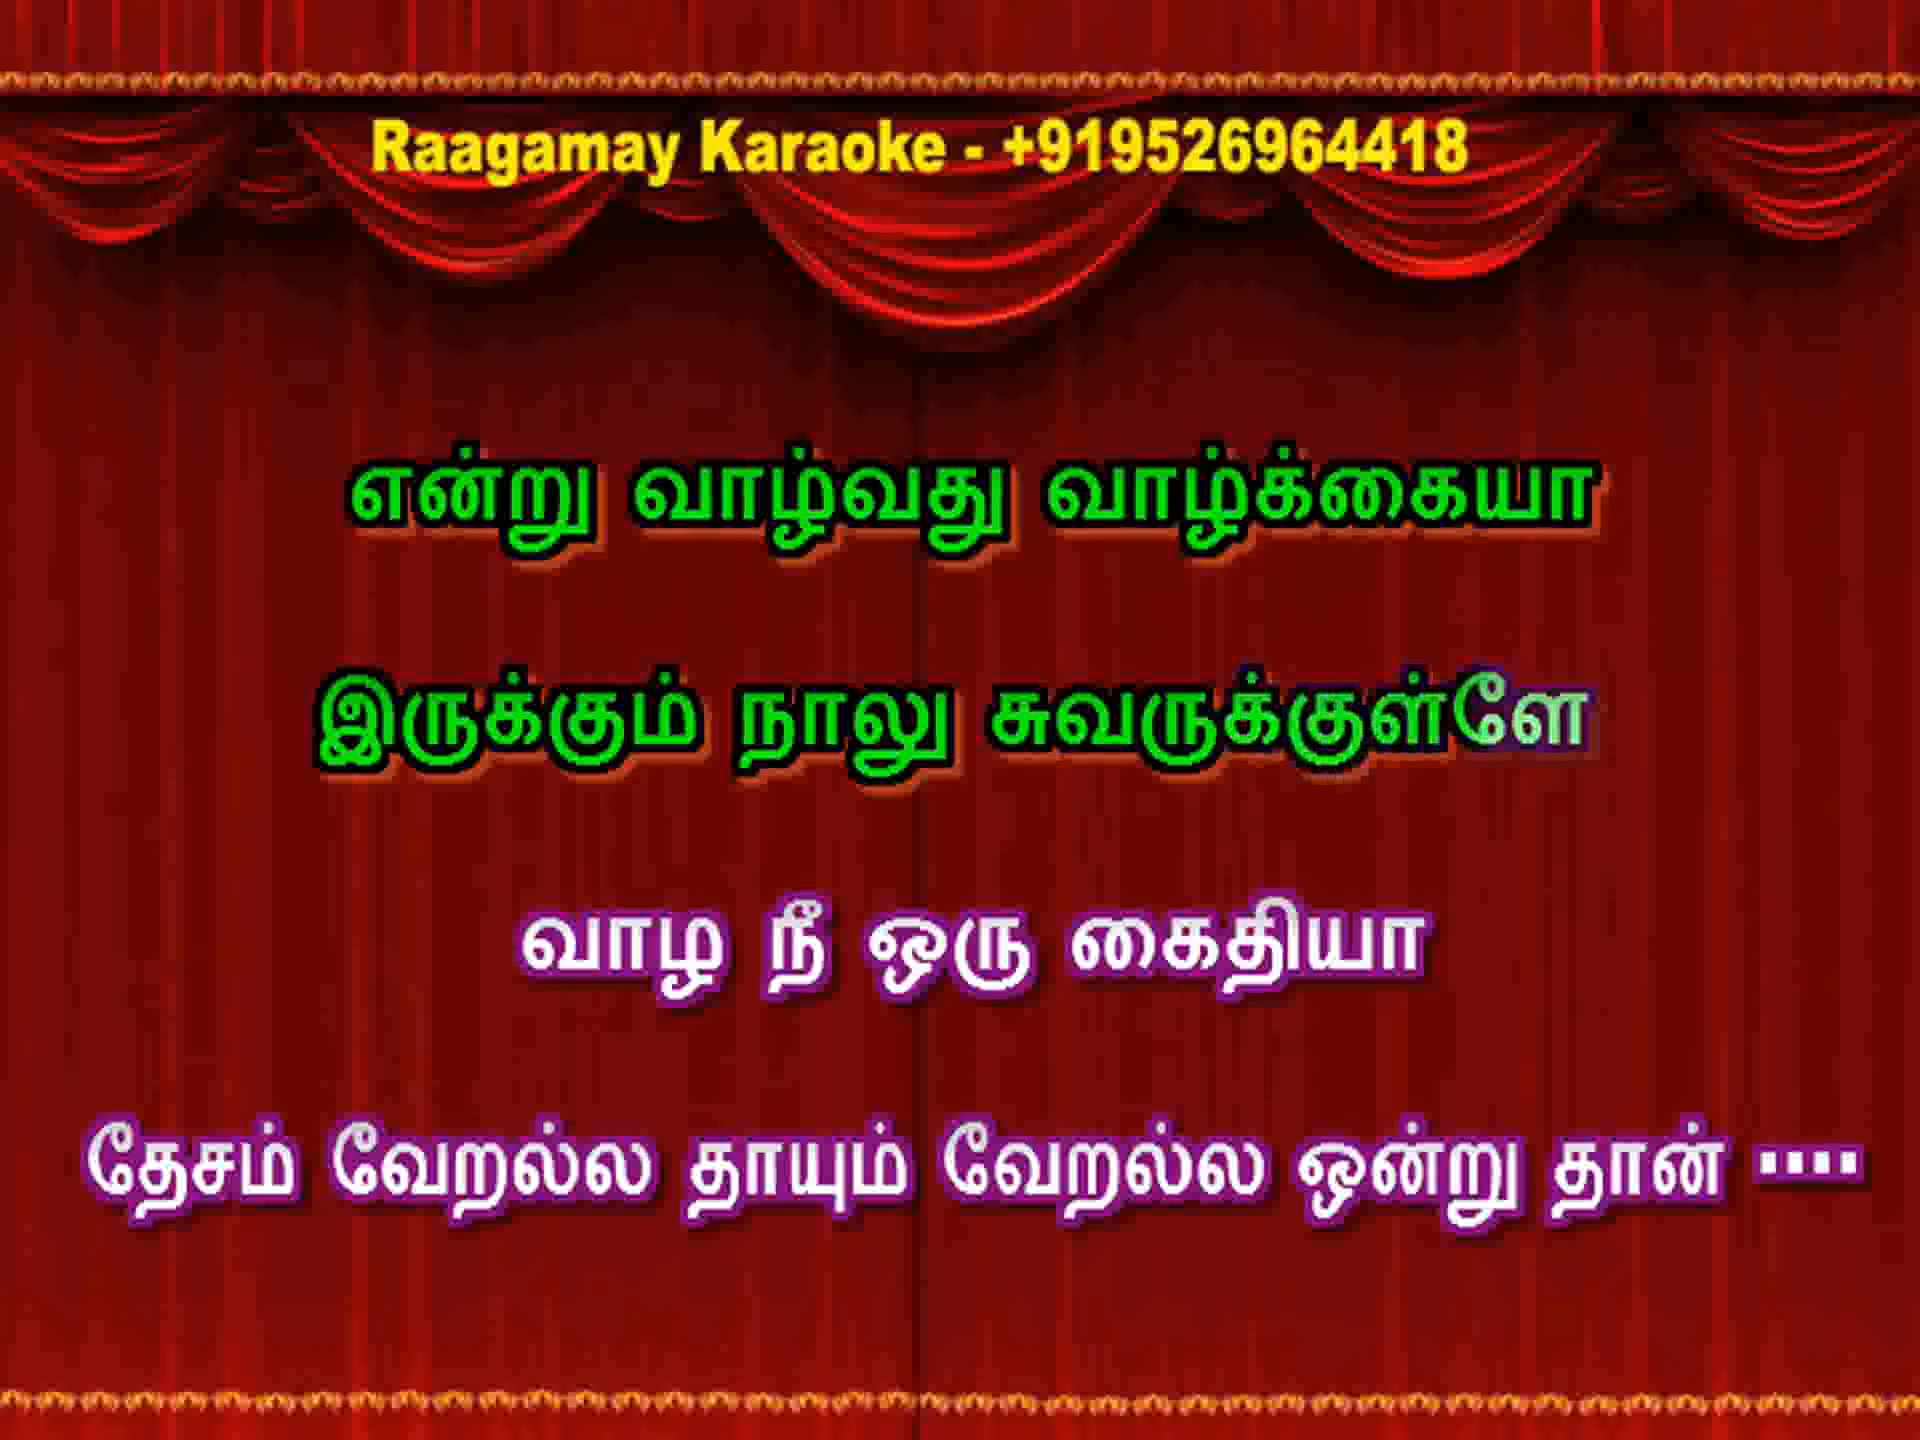 Raagamay Karaoke - +919526964418
என்று வாழ்வது வாழ்க்கையா
இருக்கும் நாலு சுவருக்குள்ளே
வாழ நீ ஒரு கைதியா
தேசம் வேறல்ல தாயும் வேறல்ல ஒன்று தான் ....